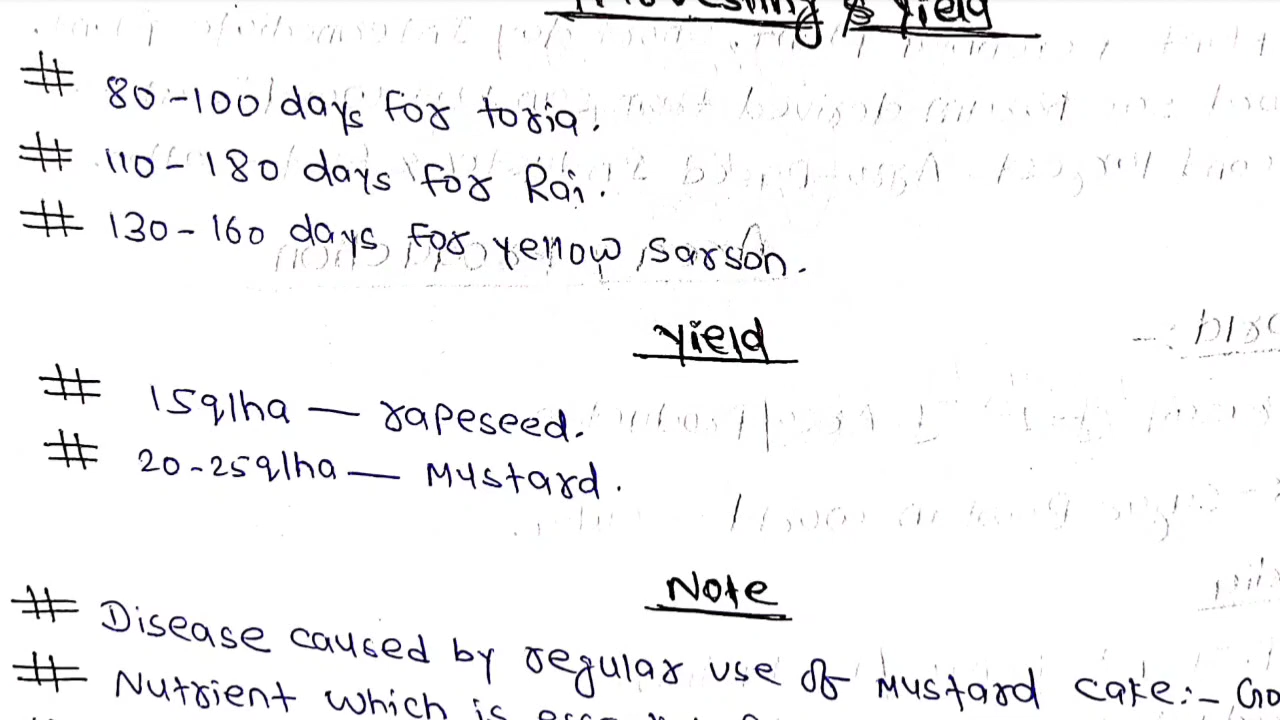 & Yield
# 80-100 days for toria.
# 110-180 days for Rai.
# 130-160 days for yellow sarson.
Yield
# 15q/ha — rapeseed.
# 20-25q/ha — Mustard.
Note
# Disease caused by regular use of Mustard cake:-
# Nutrient which is